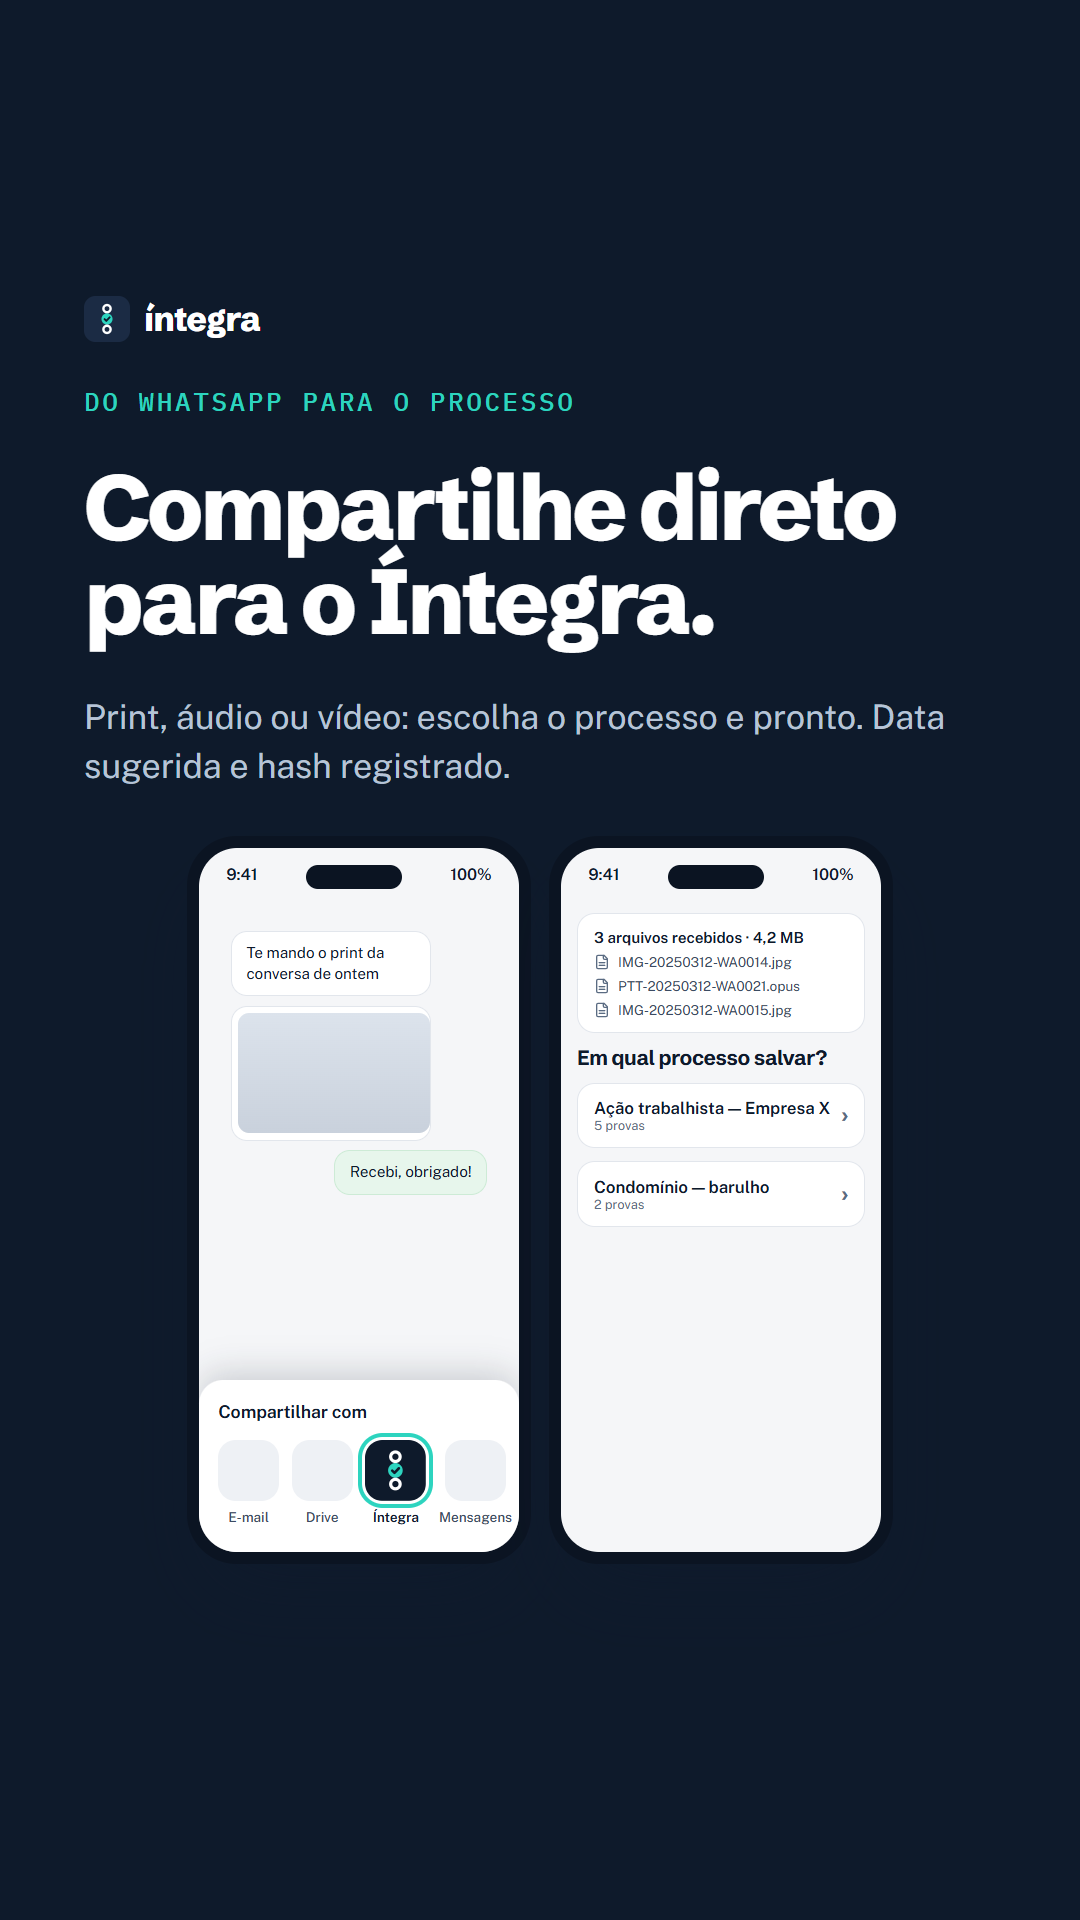 íntegra
DO WHATSAPP PARA O PROCESSO
Compartilhe direto
para o Íntegra.
Print, áudio ou vídeo: escolha o processo e pronto. Data
sugerida e hash registrado.
9:41
100%
Te mando o print da
conversa de ontem
Recebi, obrigado!
Compartilhar com
E-mail
Drive
Íntegra
Mensagens
9:41
100%
3 arquivos recebidos · 4,2 MB
IMG-20250312-WA0014.jpg
PTT-20250312-WA0021.opus
IMG-20250312-WA0015.jpg
Em qual processo salvar?
Ação trabalhista — Empresa X
5 provas
Condomínio — barulho
2 provas